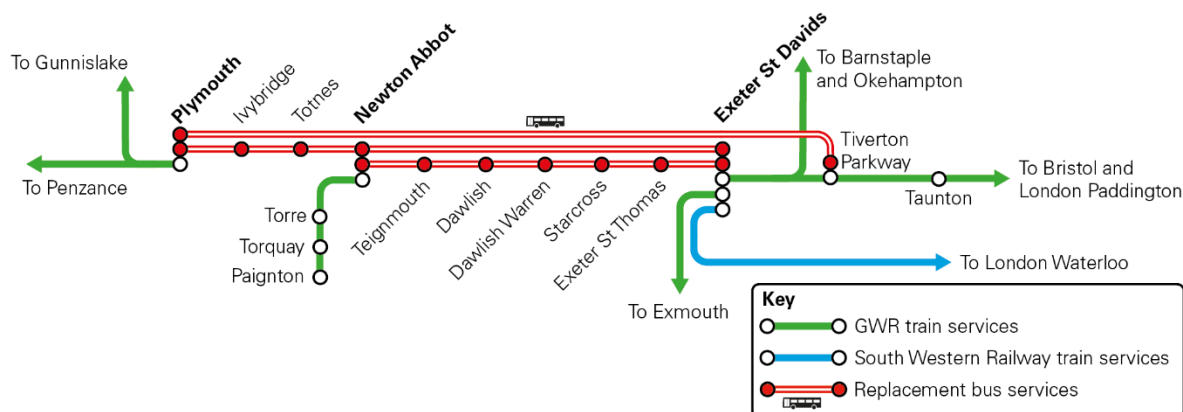 To Gunnislake
Plymouth
Ivybridge
Totnes
Newton Abbot
Exeter St Davids
To Barnstaple
and Okehampton
To Penzance
Tiverton
Parkway
To Bristol and
London Paddington
Taunton
Torre
Torquay
Paignton
Teignmouth
Dawlish
Dawlish Warren
Starcross
Exeter St Thomas
To London Waterloo
To Exmouth
Key
GWR train services
South Western Railway train services
Replacement bus services